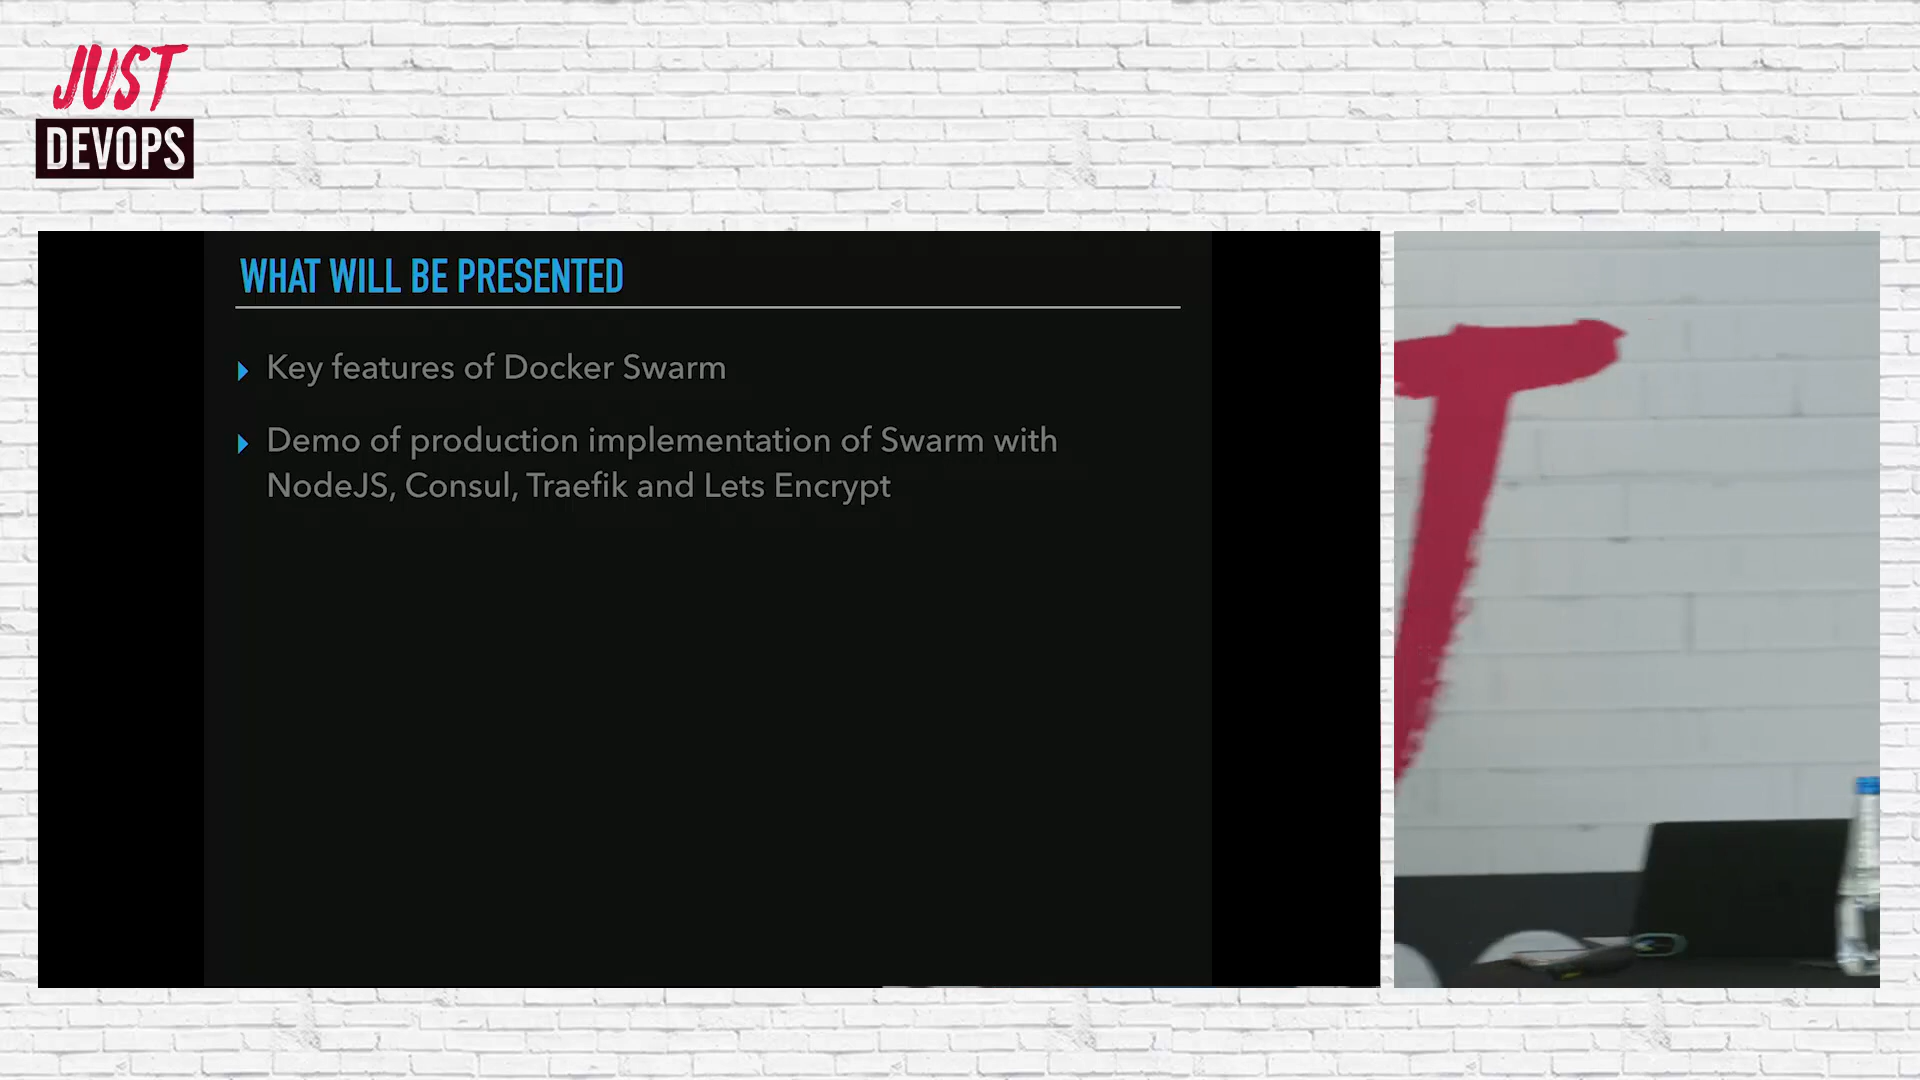 JUST
DEVOPS
WHAT WILL BE PRESENTED
Key features of Docker Swarm
Demo of production implementation of Swarm with
NodeJS, Consul, Traefik and Lets Encrypt
T